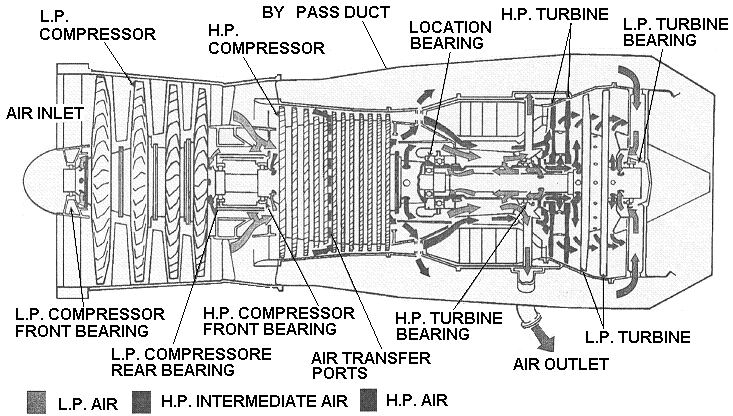 L.P.
COMPRESSOR
H.P.
COMPRESSOR
BY PASS DUCT
LOCATION
BEARING
H.P. TURBINE
L.P. TURBINE
BEARING
AIR INLET
L.P. COMPRESSOR
FRONT BEARING
L.P. COMPRESSORE
REAR BEARING
H.P. COMPRESSOR
FRONT BEARING
AIR TRANSFER
PORTS
H.P. TURBINE
BEARING
AIR OUTLET
L.P. TURBINE
L.P. AIR
H.P. INTERMEDIATE AIR
H.P. AIR